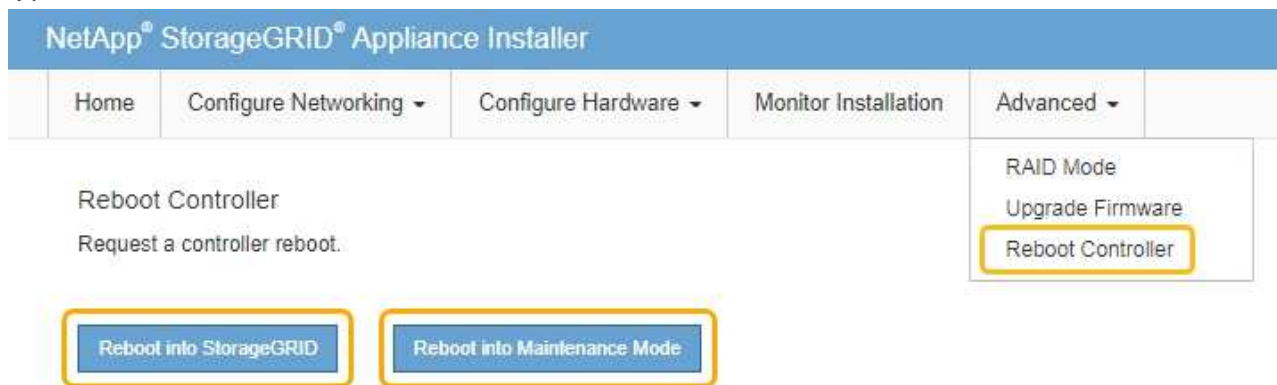 NetApp® StorageGRID® Appliance Installer
Home Configure Networking Configure Hardware Monitor Installation Advanced
RAID Mode
Upgrade Firmware
Reboot Controller
Reboot Controller
Request a controller reboot.
Reboot into StorageGRID Reboot into Maintenance Mode